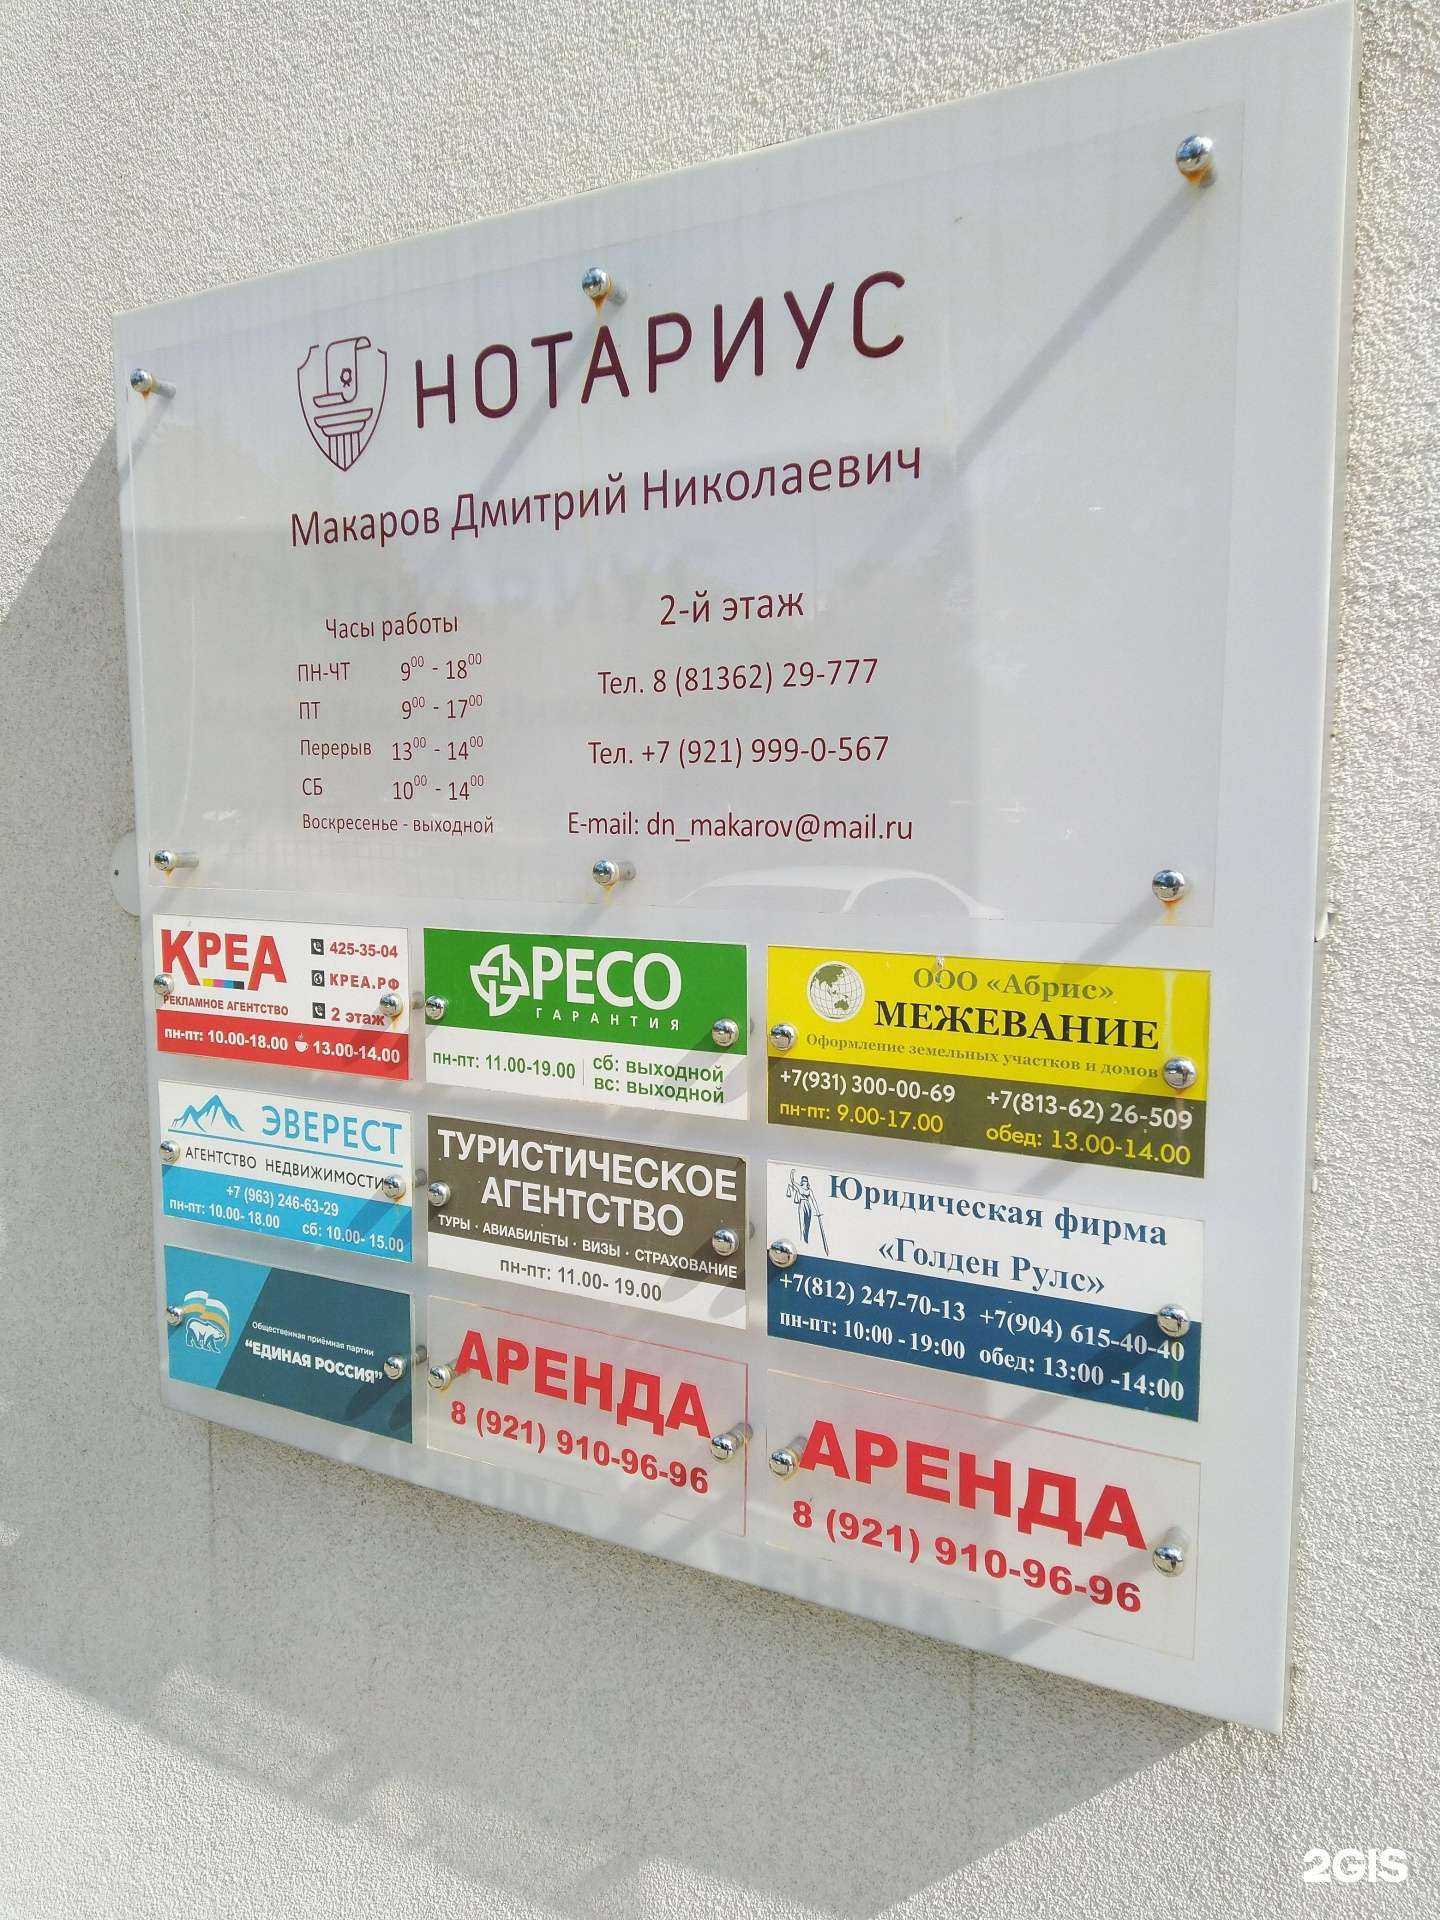 НОТАРИУС
Макаров Дмитрий Николаевич
Часы работы
ПН-ЧТ 9⁰⁰ - 18⁰⁰
ПТ 9⁰⁰ - 17⁰⁰
Перерыв 13⁰⁰ - 14⁰⁰
СБ 10⁰⁰ - 14⁰⁰
Воскресенье - выходной
2-й этаж
Тел. 8 (81362) 29-777
Тел. +7 (921) 999-0-567
E-mail: dn_makarov@mail.ru
КРЕА
РЕКЛАМНОЕ АГЕНТСТВО
425-35-04
КРЕА.РФ
2 этаж
пн-пт: 10.00-18.00 13.00-14.00
РЕСО
ГАРАНТИЯ
пн-пт: 11.00-19.00
сб: выходной
вс: выходной
ООО «Абрис»
МЕЖЕВАНИЕ
Оформление земельных участков и домов
+7(931) 300-00-69 +7(813-62) 26-509
пн-пт: 9.00-17.00 обед: 13.00-14.00
ЭВЕРЕСТ
АГЕНТСТВО НЕДВИЖИМОСТИ
+7 (963) 246-63-29
пн-пт: 10.00- 18.00 сб: 10.00- 15.00
ТУРИСТИЧЕСКОЕ
АГЕНТСТВО
ТУРЫ · АВИАБИЛЕТЫ · ВИЗЫ · СТРАХОВАНИЕ
пн-пт: 11.00- 19.00
Юридическая фирма
«Голден Рулс»
+7(812) 247-70-13 +7(904) 615-40-40
пн-пт: 10:00 -19:00 обед: 13:00 -14:00
Общественная приёмная партии
"ЕДИНАЯ РОССИЯ"
АРЕНДА
8 (921) 910-96-96
АРЕНДА
8 (921) 910-96-96
2GIS